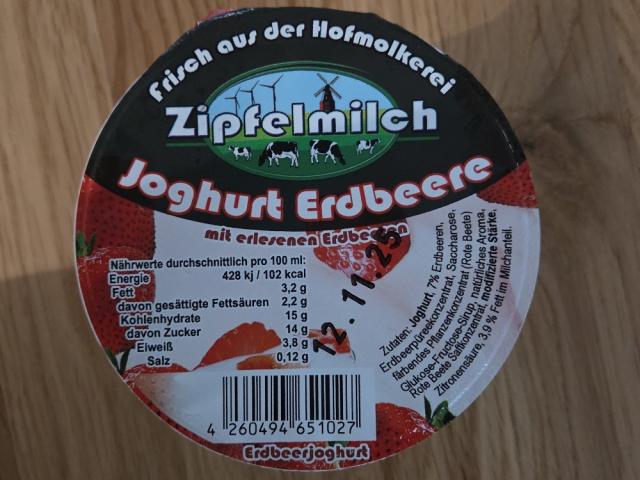 Frisch aus der Hofmolkerei
Zipfelmilch
Joghurt Erdbeere
mit erlesenen Erdbeeren
12.11.25
Nährwerte durchschnittlich pro 100 ml:
Energie 428 kj / 102 kcal
Fett 3,2 g
davon gesättigte Fettsäuren 2,2 g
Kohlenhydrate 15 g
davon Zucker 14 g
Eiweiß 3,8 g
Salz 0,12 g
Zutaten: Joghurt, 7% Erdbeeren,
Erdbeerpüreekonzentrat, Saccharose,
färbendes Pflanzenkonzentrat (Rote Beete)
Glukose-Fructose-Sirup, natürliches Aroma,
Rote Beete Saftkonzentrat, modifizierte Stärke,
Zitronensäure, 3,9 % Fett im Milchanteil.
4 260494 651027
Erdbeerjoghurt